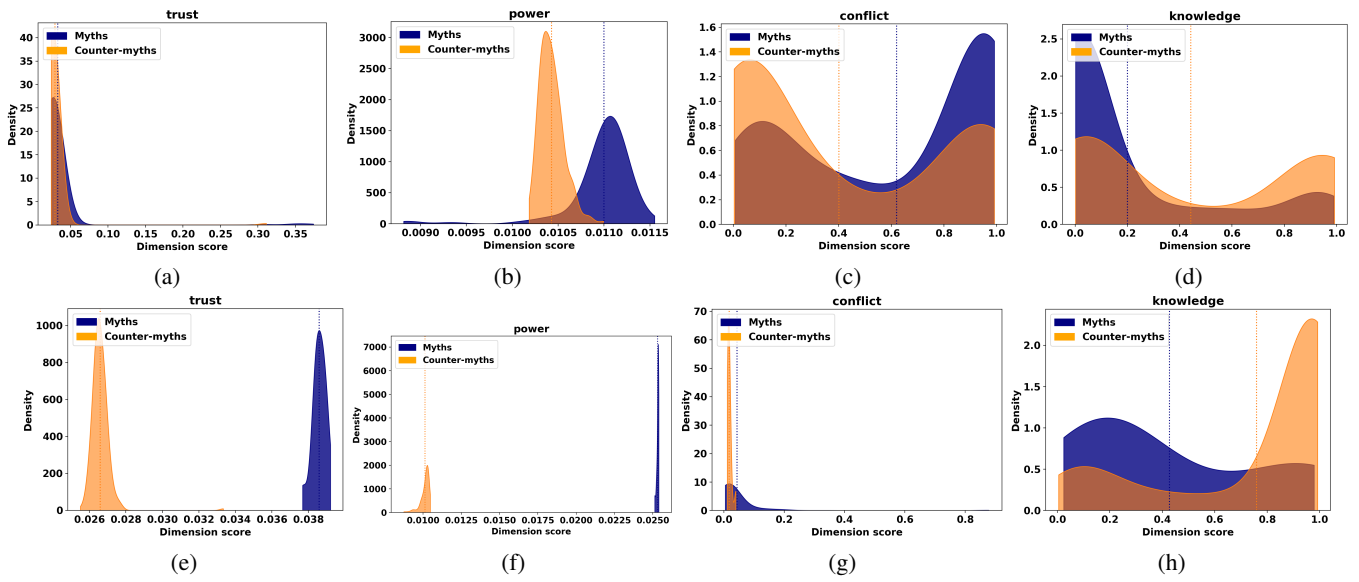 trust
Myths
Counter-myths
Density
40
35
30
25
20
15
10
5
0
0.05 0.10 0.15 0.20 0.25 0.30 0.35
Dimension score
(a)
power
Myths
Counter-myths
Density
3000
2500
2000
1500
1000
500
0
0.0090 0.0095 0.0100 0.0105 0.0110 0.0115
Dimension score
(b)
conflict
Myths
Counter-myths
Density
1.6
1.4
1.2
1.0
0.8
0.6
0.4
0.2
0.0
0.0 0.2 0.4 0.6 0.8 1.0
Dimension score
(c)
knowledge
Myths
Counter-myths
Density
2.5
2.0
1.5
1.0
0.5
0.0
0.0 0.2 0.4 0.6 0.8 1.0
Dimension score
(d)
trust
Myths
Counter-myths
Density
1000
800
600
400
200
0
0.026 0.028 0.030 0.032 0.034 0.036 0.038
Dimension score
(e)
power
Myths
Counter-myths
Density
7000
6000
5000
4000
3000
2000
1000
0
0.0100 0.0125 0.0150 0.0175 0.0200 0.0225 0.0250
Dimension score
(f)
conflict
Myths
Counter-myths
Density
70
60
50
40
30
20
10
0
0.0 0.2 0.4 0.6 0.8
Dimension score
(g)
knowledge
Myths
Counter-myths
Density
2.0
1.5
1.0
0.5
0.0
0.0 0.2 0.4 0.6 0.8 1.0
Dimension score
(h)